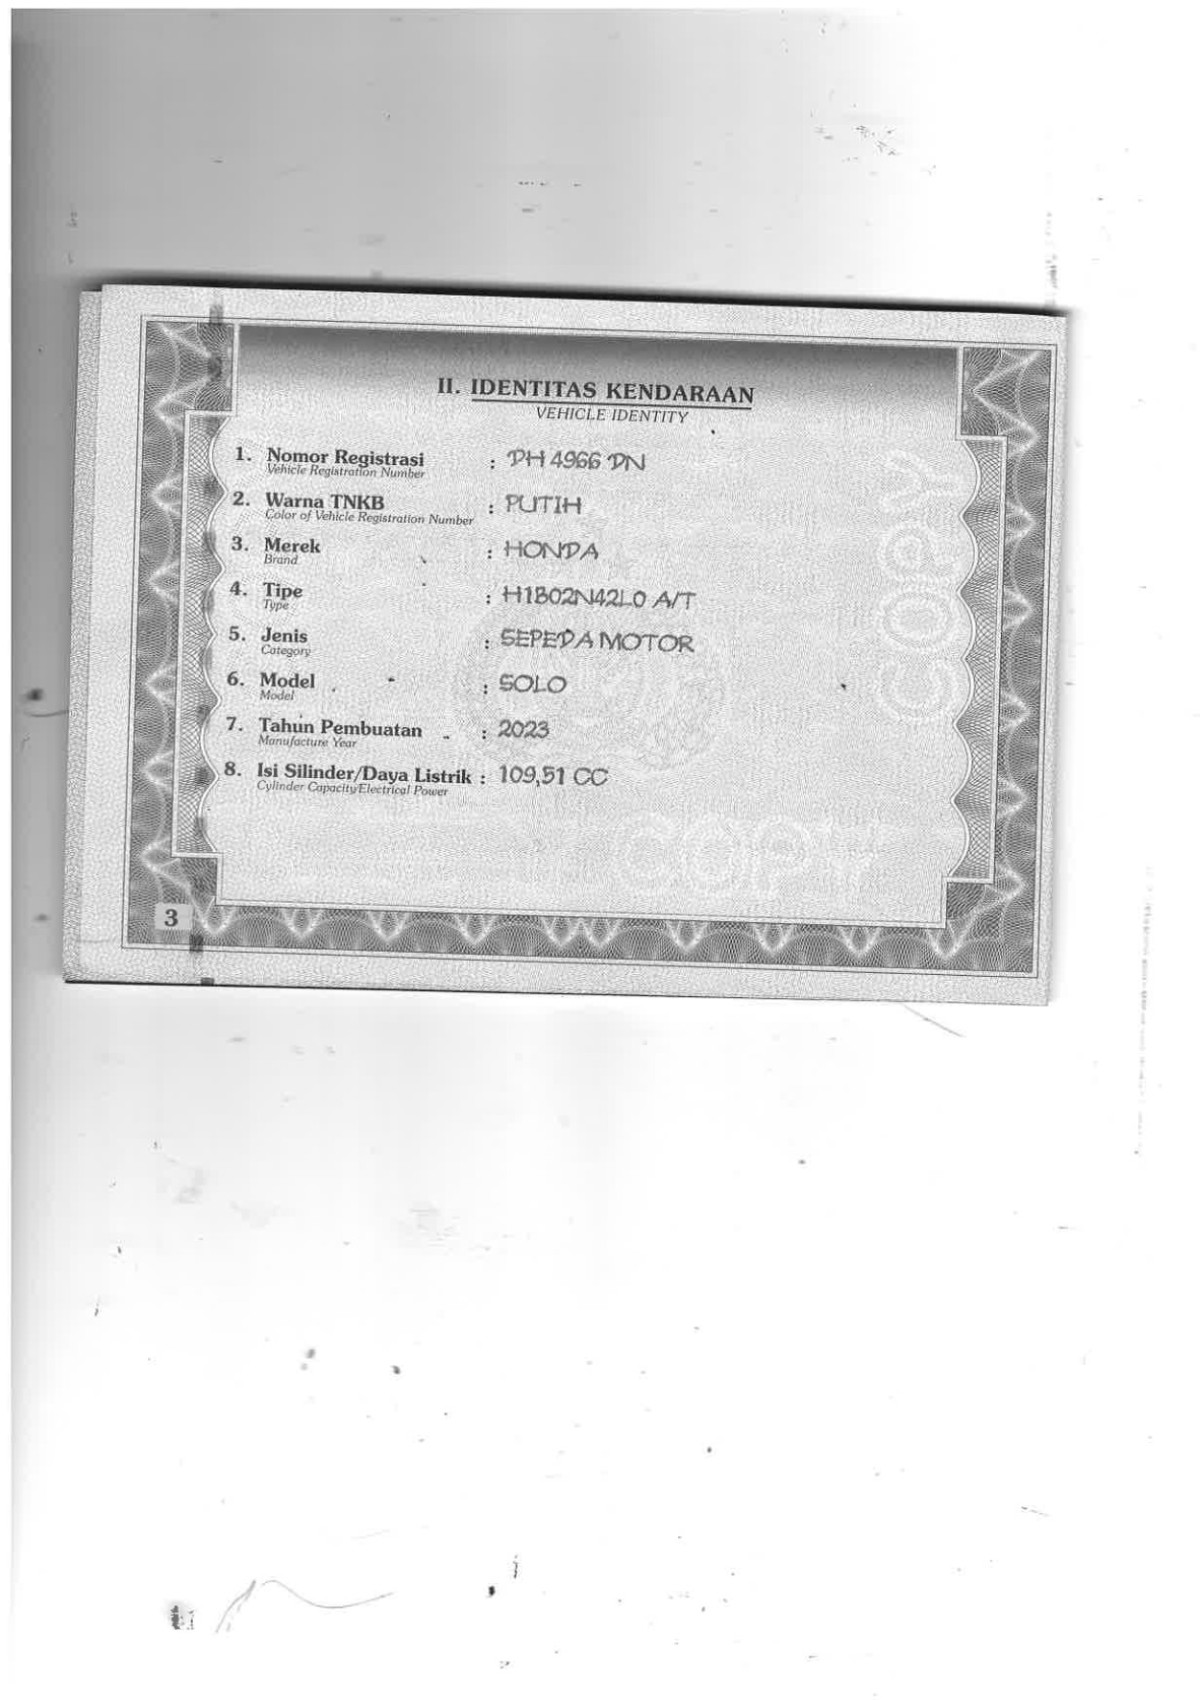 II. IDENTITAS KENDARAAN
VEHICLE IDENTITY
1. Nomor Registrasi : DH 4966 DN
Vehicle Registration Number
2. Warna TNKB : PUTIH
Color of Vehicle Registration Number
3. Merek : HONDA
Brand
4. Tipe : H1B02N42L0 A/T
Type
5. Jenis : SEPEDA MOTOR
Category
6. Model : SOLO
Model
7. Tahun Pembuatan : 2023
Manufacture Year
8. Isi Silinder/Daya Listrik : 109,51 CC
Cylinder Capacity/Electrical Power
COPY
COPY
3